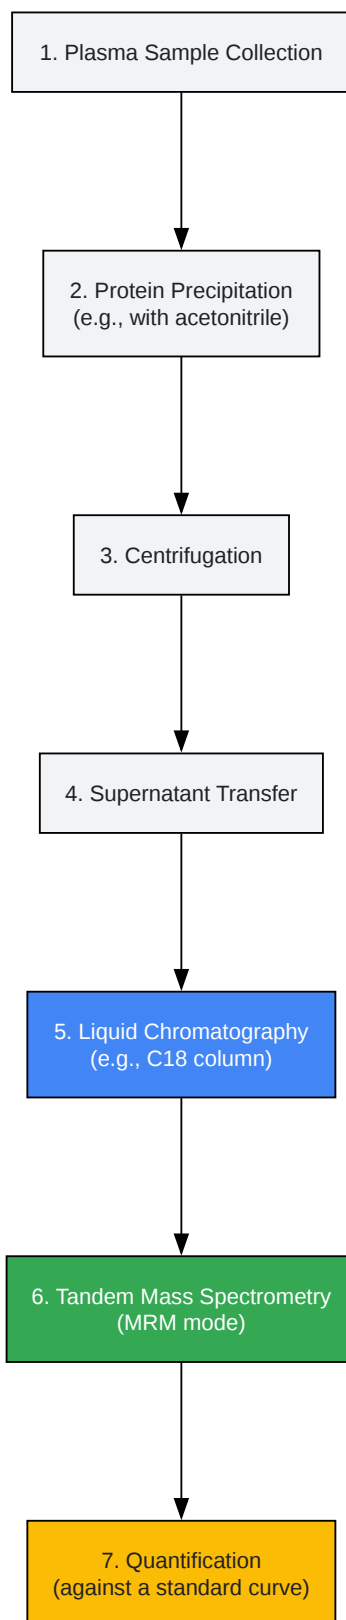 1. Plasma Sample Collection
2. Protein Precipitation
(e.g., with acetonitrile)
3. Centrifugation
4. Supernatant Transfer
5. Liquid Chromatography
(e.g., C18 column)
6. Tandem Mass Spectrometry
(MRM mode)
7. Quantification
(against a standard curve)